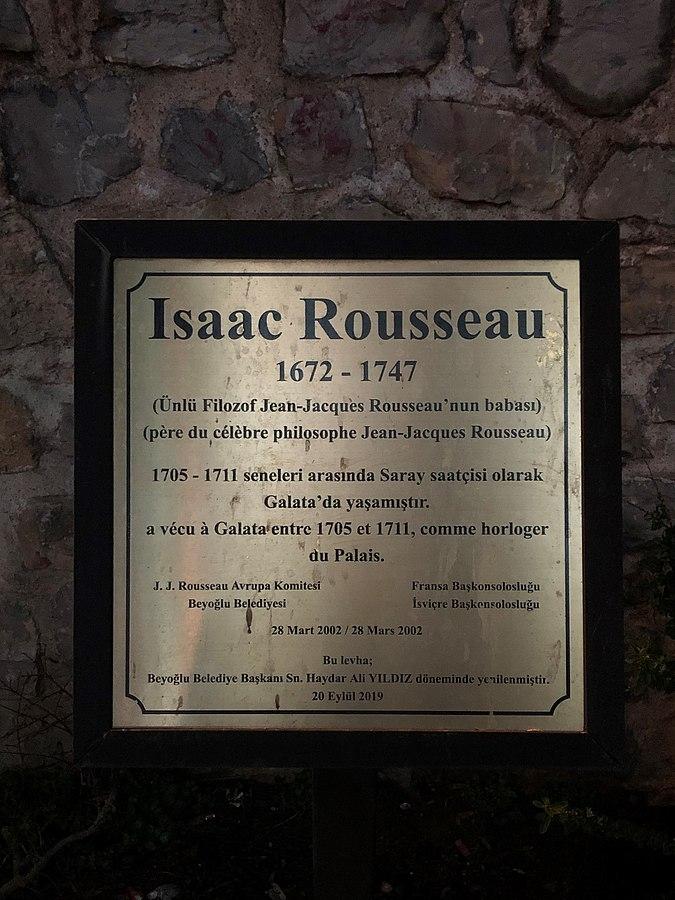 Isaac Rousseau
1672 - 1747
(Ünlü Filozof Jean-Jacques Rousseau'nun babası)
(père du célèbre philosophe Jean-Jacques Rousseau)
1705 - 1711 seneleri arasında Saray saatçisi olarak
Galata'da yaşamıştır.
a vécu à Galata entre 1705 et 1711, comme horloger
du Palais.
J. J. Rousseau Avrupa Komitesi Fransa Başkonsolosluğu
Beyoğlu Belediyesi İsviçre Başkonsolosluğu
28 Mart 2002 / 28 Mars 2002
Bu levha;
Beyoğlu Belediye Başkanı Sn. Haydar Ali YILDIZ döneminde yenilenmiştir.
20 Eylül 2019